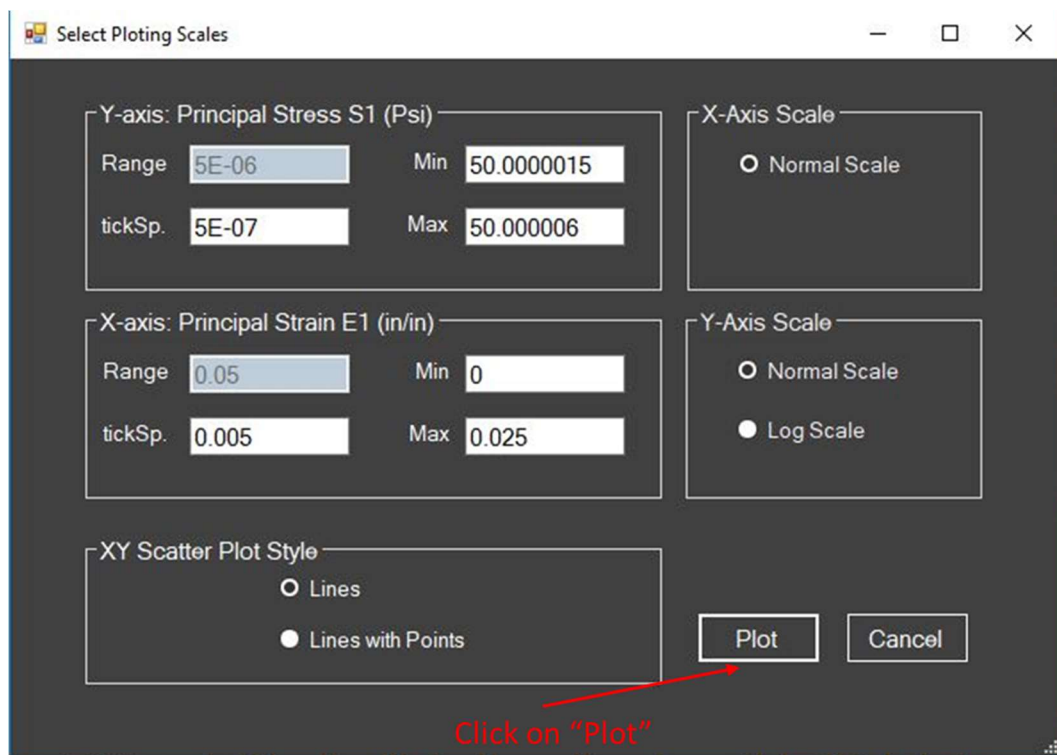 Select Ploting Scales
Y-axis: Principal Stress S1 (Psi)
Range 5E-06 Min 50.0000015
tickSp. 5E-07 Max 50.000006
X-Axis Scale
Normal Scale
X-axis: Principal Strain E1 (in/in)
Range 0.05 Min 0
tickSp. 0.005 Max 0.025
Y-Axis Scale
Normal Scale
Log Scale
XY Scatter Plot Style
Lines
Lines with Points
Plot Cancel
Click on “Plot”